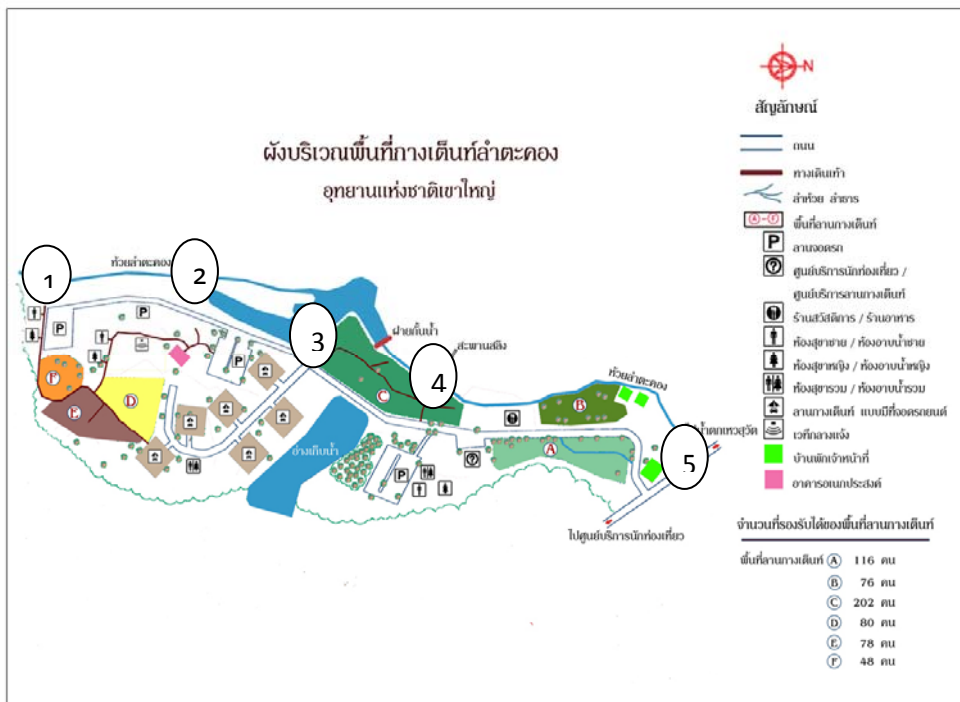 ผังบริเวณพื้นที่กางเต็นท์ลำตะคอง
อุทยานแห่งชาติเขาใหญ่
N
สัญลักษณ์
ถนน
ทางเดินเท้า
ลำห้วย ลำธาร
A-F พื้นที่ลานกางเต็นท์
P ลานจอดรถ
? ศูนย์บริการนักท่องเที่ยว /
ศูนย์บริการลานกางเต็นท์
ร้านสวัสดิการ / ร้านอาหาร
ห้องสุขาชาย / ห้องอาบน้ำชาย
ห้องสุขาหญิง / ห้องอาบน้ำหญิง
ห้องสุขารวม / ห้องอาบน้ำรวม
ลานกางเต็นท์ แบบมีที่จอดรถยนต์
เวทีกลางแจ้ง
บ้านพักเจ้าหน้าที่
อาคารอเนกประสงค์
จำนวนที่รองรับได้ของพื้นที่ลานกางเต็นท์
พื้นที่ลานกางเต็นท์ A 116 คน
B 76 คน
C 202 คน
D 80 คน
E 78 คน
F 48 คน
1
ห้วยลำตะคอง
2
3
ฝายกั้นน้ำ
สะพานสลิง
4
ห้วยลำตะคอง
น้ำตกเหวสุวัต
5
P
P
P
F
E
D
C
B
A
อ่างเก็บน้ำ
P
?
ไปศูนย์บริการนักท่องเที่ยว